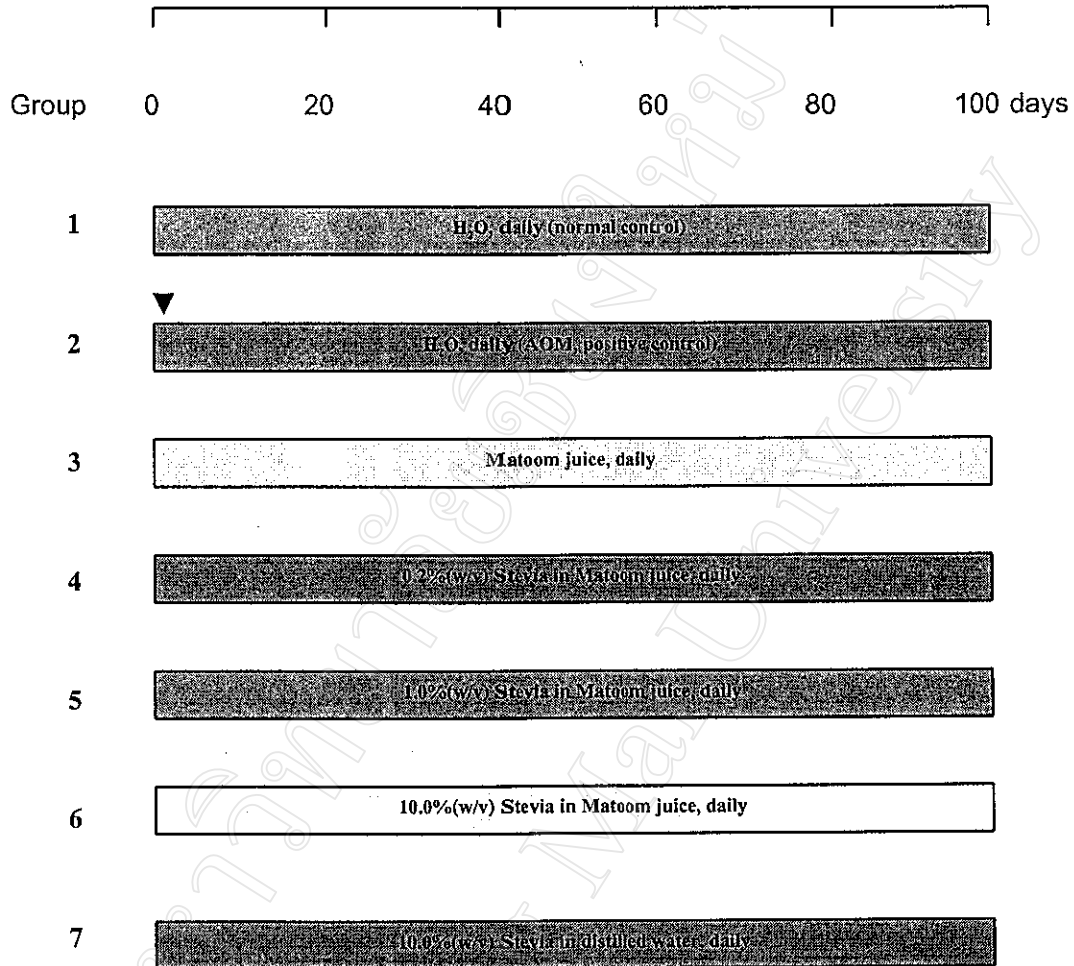 Group 0 20 40 60 80 100 days
1 H₂O, daily (normal control)
2 H₂O, daily (AOM, positive control)
3 Matoom juice, daily
4 0.2%(w/v) Stevia in Matoom juice, daily
5 1.0%(w/v) Stevia in Matoom juice, daily
6 10.0%(w/v) Stevia in Matoom juice, daily
7 10.0%(w/v) Stevia in distilled water, daily
University